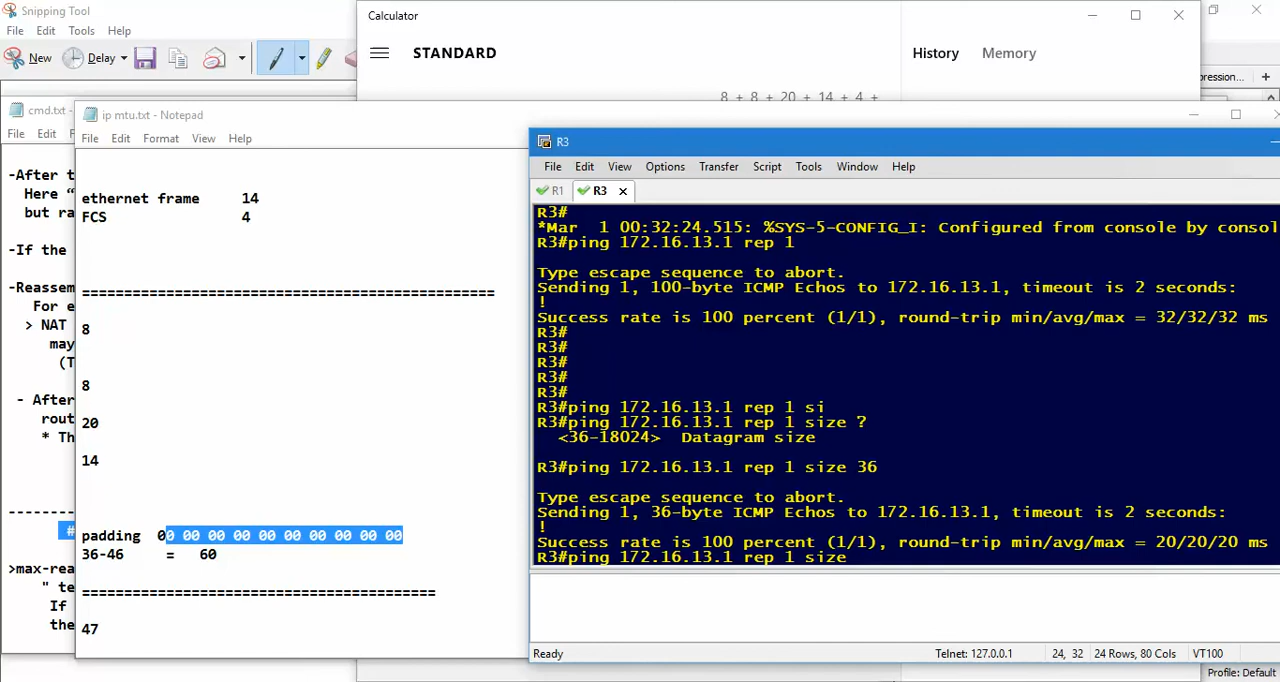 Snipping Tool
File Edit Tools Help
New Delay
Calculator
STANDARD
History Memory
8 + 8 + 20 + 14 + 4 +
pression... +
cmd.txt -
File Edit F
-After t
Here “
but ra
-If the
-Reassem
For e
> NAT
may
(T
- After
rout
* Th
--------
#
>max-rea
" te
If
the
ip mtu.txt - Notepad
File Edit Format View Help
ethernet frame 14
FCS 4
==================================================
8
8
20
14
padding 00 00 00 00 00 00 00 00 00 00
36-46 = 60
===========================================
47
R3
File Edit View Options Transfer Script Tools Window Help
R1 R3
R3#
*Mar 1 00:32:24.515: %SYS-5-CONFIG_I: Configured from console by consol
R3#ping 172.16.13.1 rep 1
Type escape sequence to abort.
Sending 1, 100-byte ICMP Echos to 172.16.13.1, timeout is 2 seconds:
!
Success rate is 100 percent (1/1), round-trip min/avg/max = 32/32/32 ms
R3#
R3#
R3#
R3#
R3#
R3#ping 172.16.13.1 rep 1 si
R3#ping 172.16.13.1 rep 1 size ?
<36-18024> Datagram size
R3#ping 172.16.13.1 rep 1 size 36
Type escape sequence to abort.
Sending 1, 36-byte ICMP Echos to 172.16.13.1, timeout is 2 seconds:
!
Success rate is 100 percent (1/1), round-trip min/avg/max = 20/20/20 ms
R3#ping 172.16.13.1 rep 1 size
Ready Telnet: 127.0.0.1 24, 32 24 Rows, 80 Cols VT100
Profile: Default